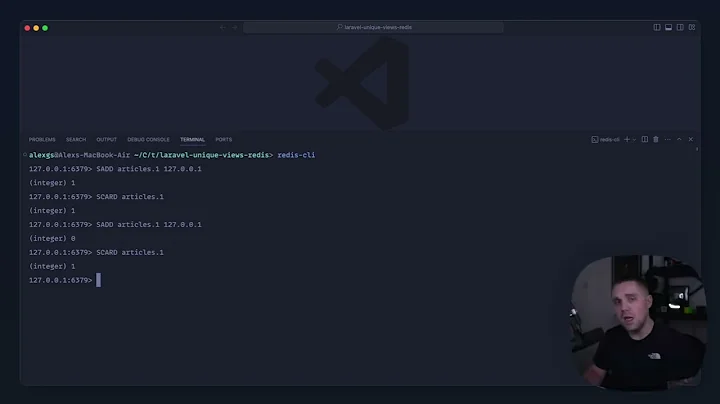 laravel-unique-views-redis
PROBLEMS SEARCH OUTPUT DEBUG CONSOLE TERMINAL PORTS
redis-cli
alexgs@Alexs-MacBook-Air ~/C/t/laravel-unique-views-redis> redis-cli
127.0.0.1:6379> SADD articles.1 127.0.0.1
(integer) 1
127.0.0.1:6379> SCARD articles.1
(integer) 1
127.0.0.1:6379> SADD articles.1 127.0.0.1
(integer) 0
127.0.0.1:6379> SCARD articles.1
(integer) 1
127.0.0.1:6379>